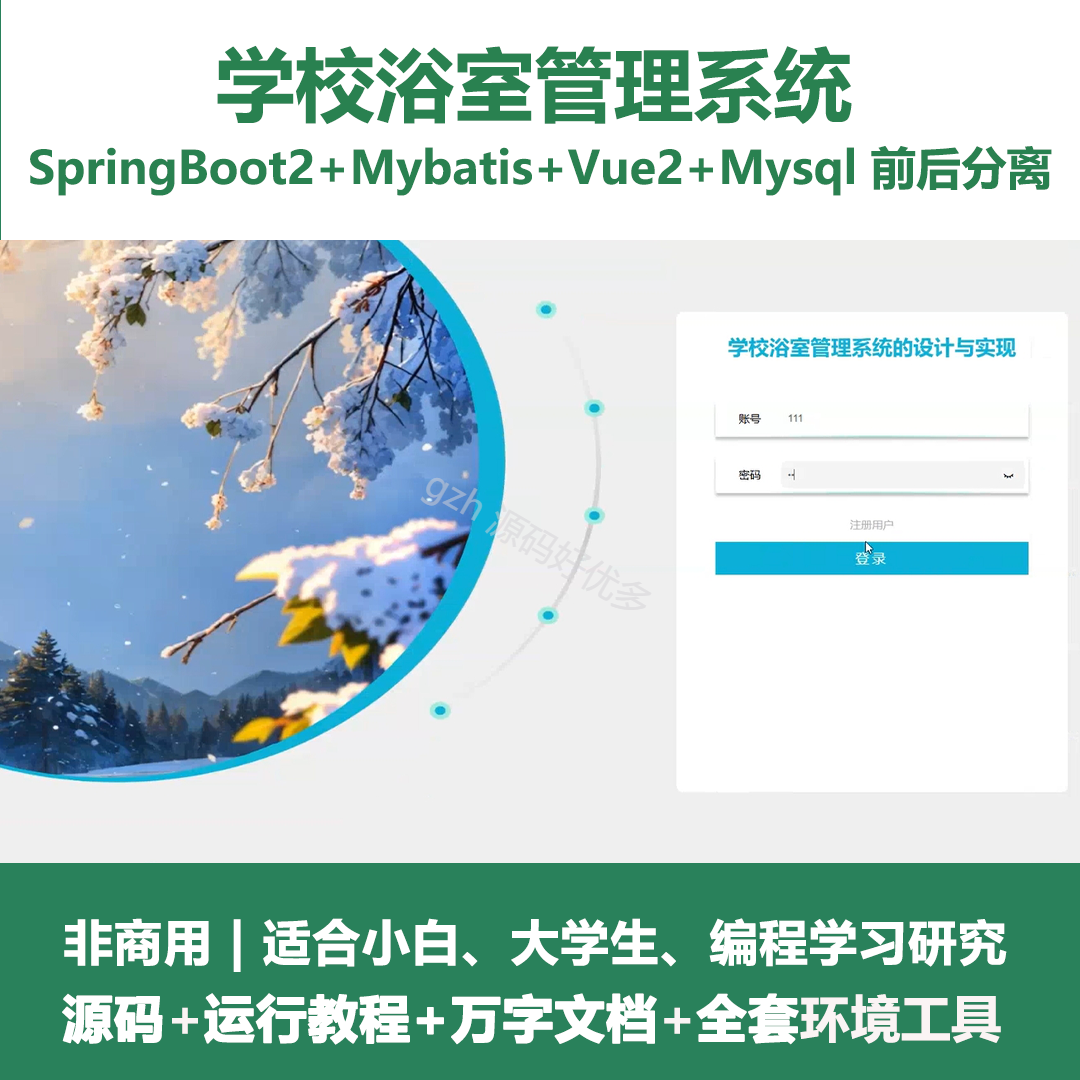 学校浴室管理系统
SpringBoot2+Mybatis+Vue2+Mysql 前后分离
学校浴室管理系统的设计与实现
账号 111
密码 ··
注册用户
登录
gzh 源码好优多
非商用 | 适合小白、大学生、编程学习研究
源码+运行教程+万字文档+全套环境工具